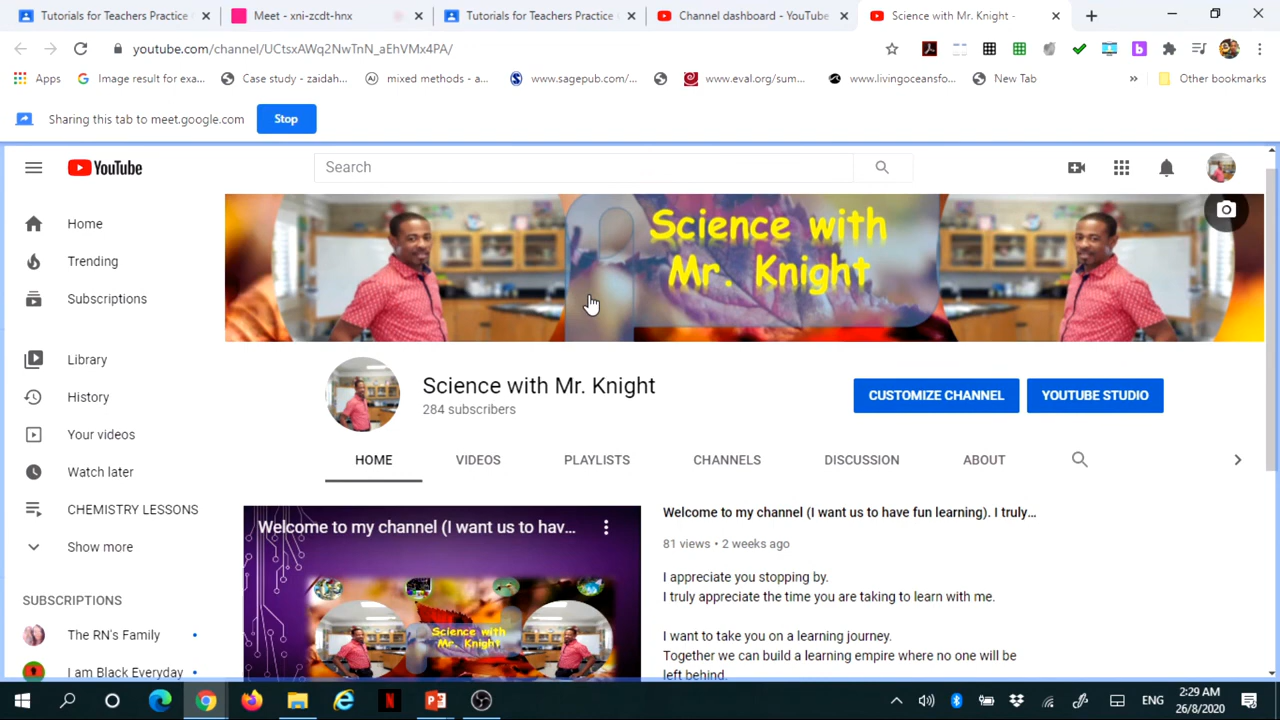 Tutorials for Teachers Practice
Meet - xni-zcdt-hnx
Tutorials for Teachers Practice
Channel dashboard - YouTube
Science with Mr. Knight -
youtube.com/channel/UCtsxAWq2NwTnN_aEhVMx4PA/
Apps
Image result for exa...
Case study - zaidah...
mixed methods - a...
www.sagepub.com/...
www.eval.org/sum...
www.livingoceansfo...
New Tab
Other bookmarks
Sharing this tab to meet.google.com
Stop
YouTube
Search
Science with
Mr. Knight
Home
Trending
Subscriptions
Library
History
Your videos
Watch later
CHEMISTRY LESSONS
Show more
SUBSCRIPTIONS
The RN's Family
I am Black Everyday
Science with Mr. Knight
284 subscribers
CUSTOMIZE CHANNEL
YOUTUBE STUDIO
HOME
VIDEOS
PLAYLISTS
CHANNELS
DISCUSSION
ABOUT
Welcome to my channel (I want us to hav...
Science with
Mr. Knight
Welcome to my channel (I want us to have fun learning). I truly...
81 views • 2 weeks ago
I appreciate you stopping by.
I truly appreciate the time you are taking to learn with me.
I want to take you on a learning journey.
Together we can build a learning empire where no one will be
left behind.
ENG
2:29 AM
26/8/2020